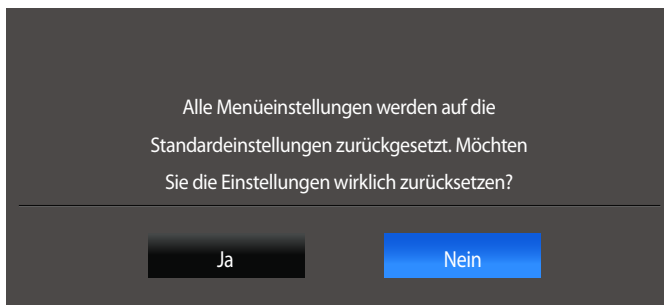 Alle Menüeinstellungen werden auf die
Standardeinstellungen zurückgesetzt. Möchten
Sie die Einstellungen wirklich zurücksetzen?
Ja
Nein